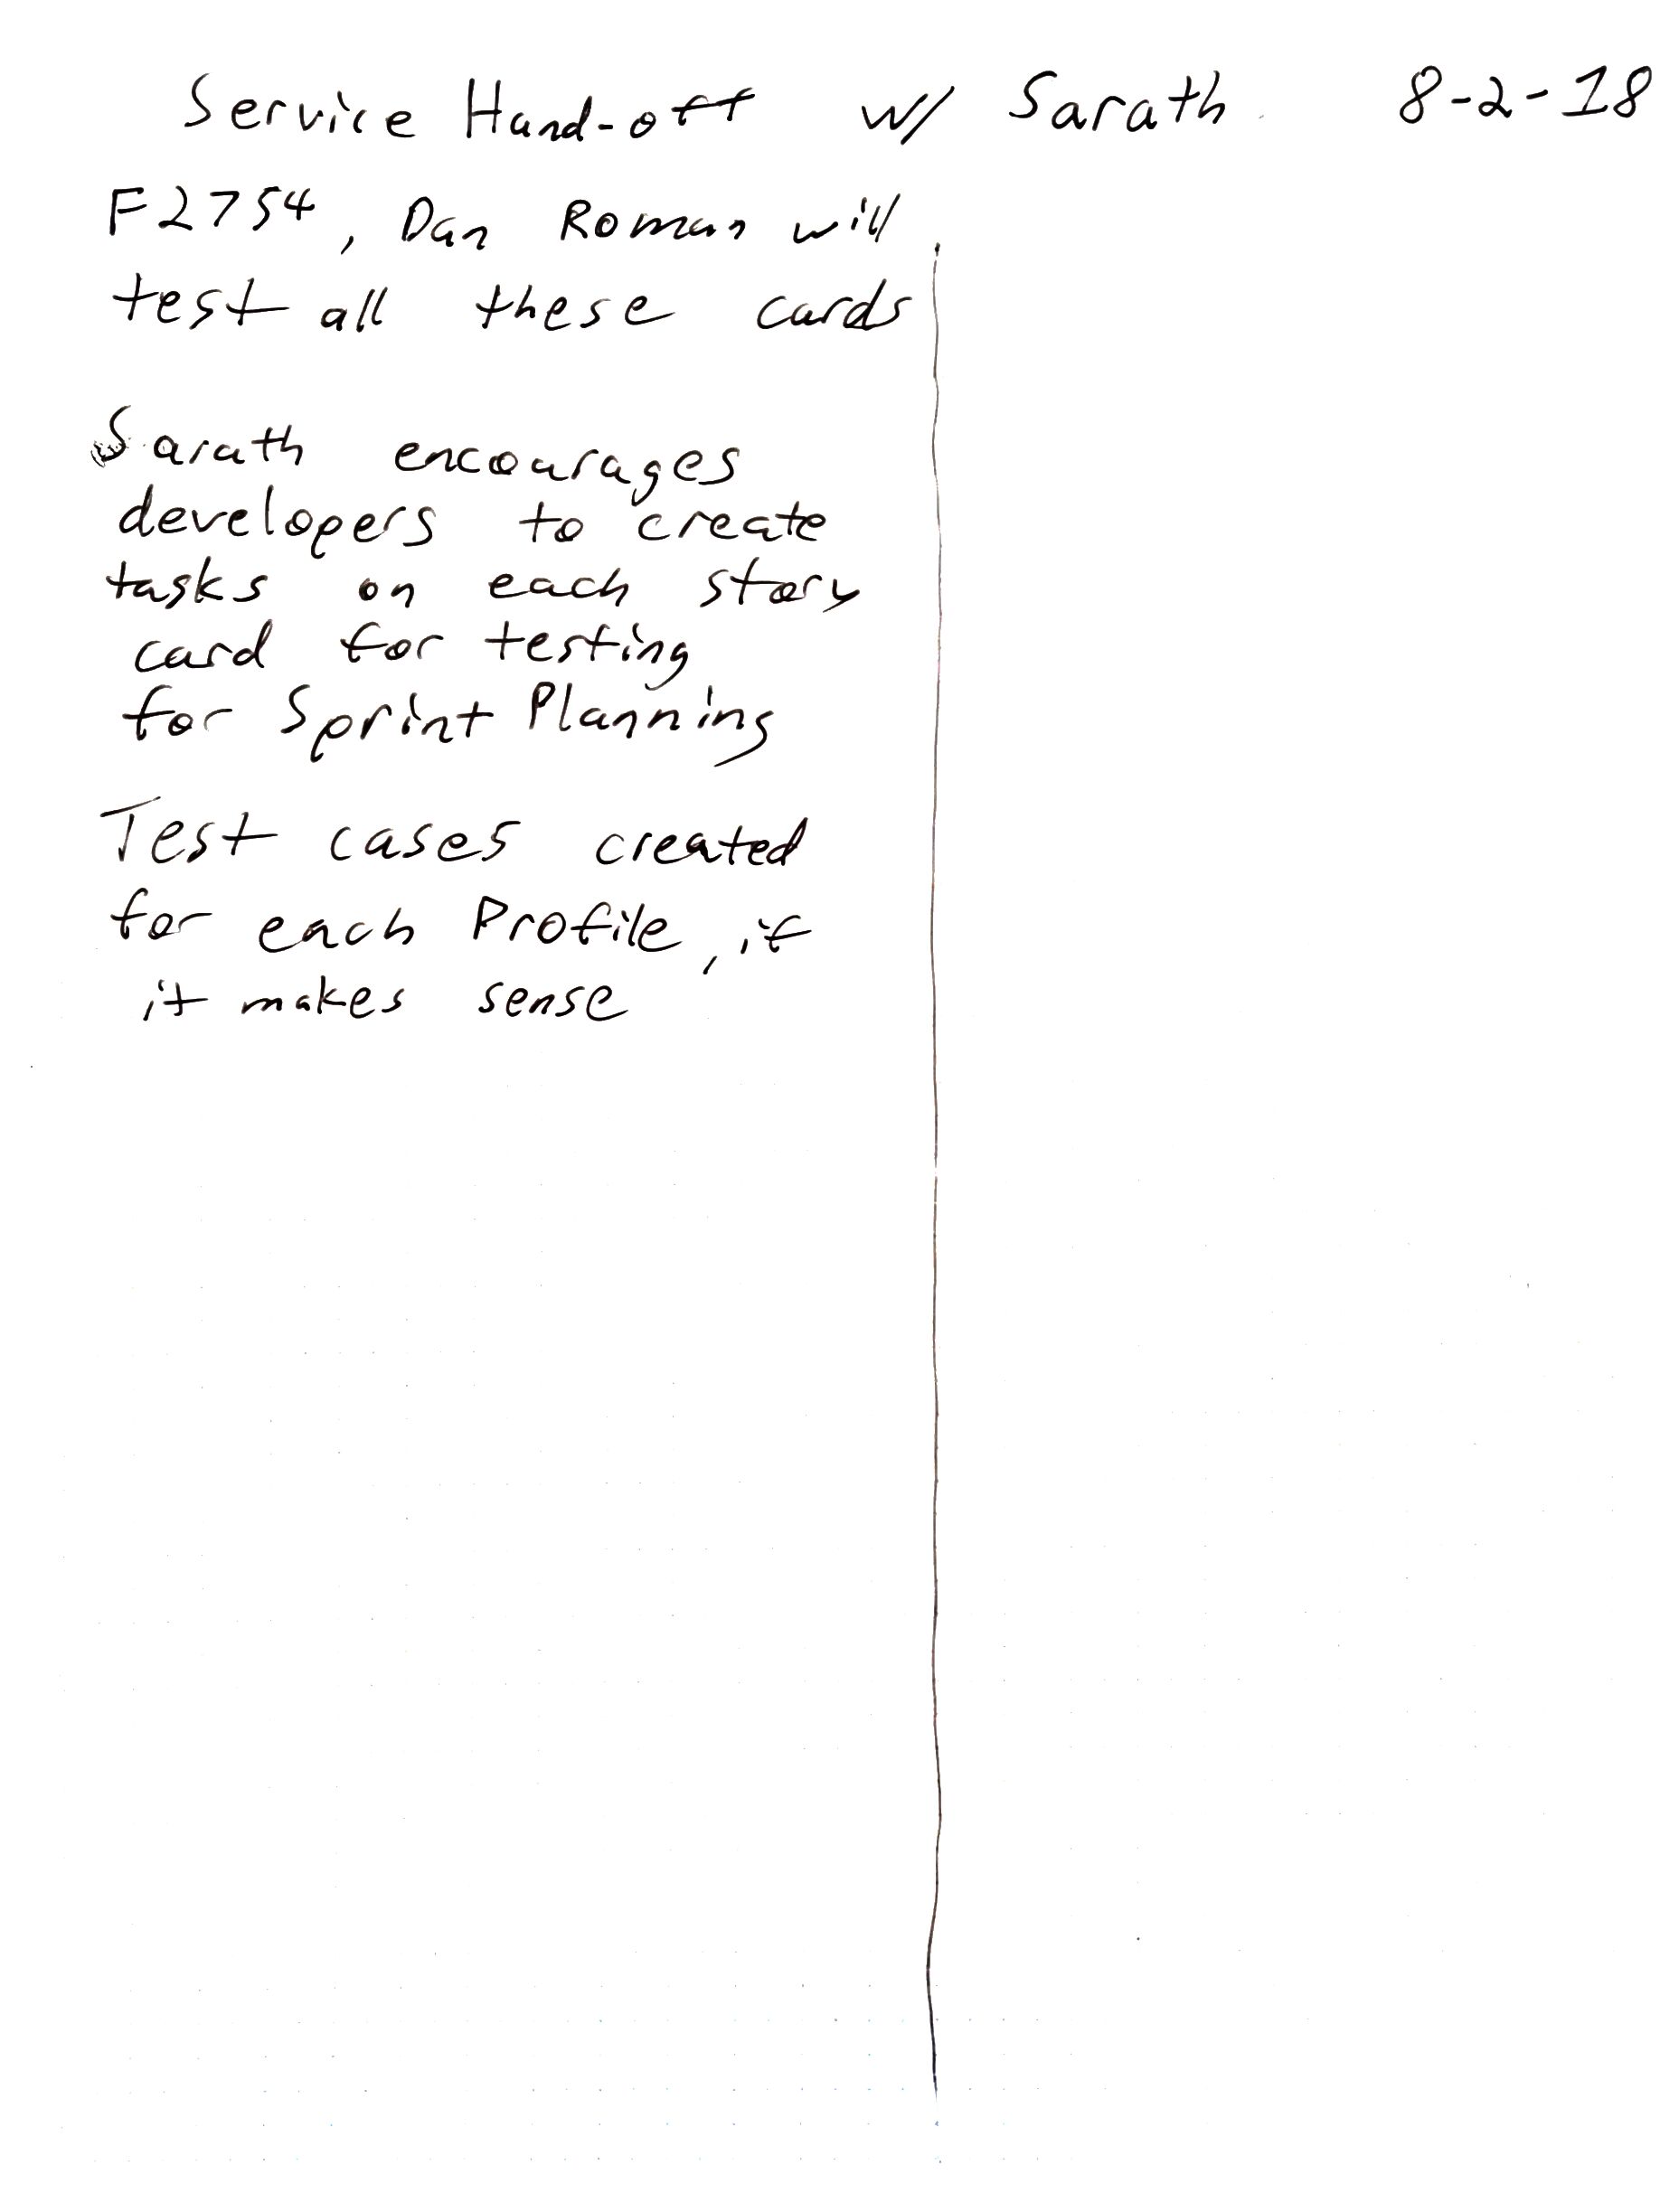 Service Hand-off w/ Sarath 8-2-18
F2754, Dan Roman will
test all these cards
Sarath encourages
developers to create
tasks on each story
card for testing
for Sprint Planning
Test cases created
for each Profile, if
it makes sense